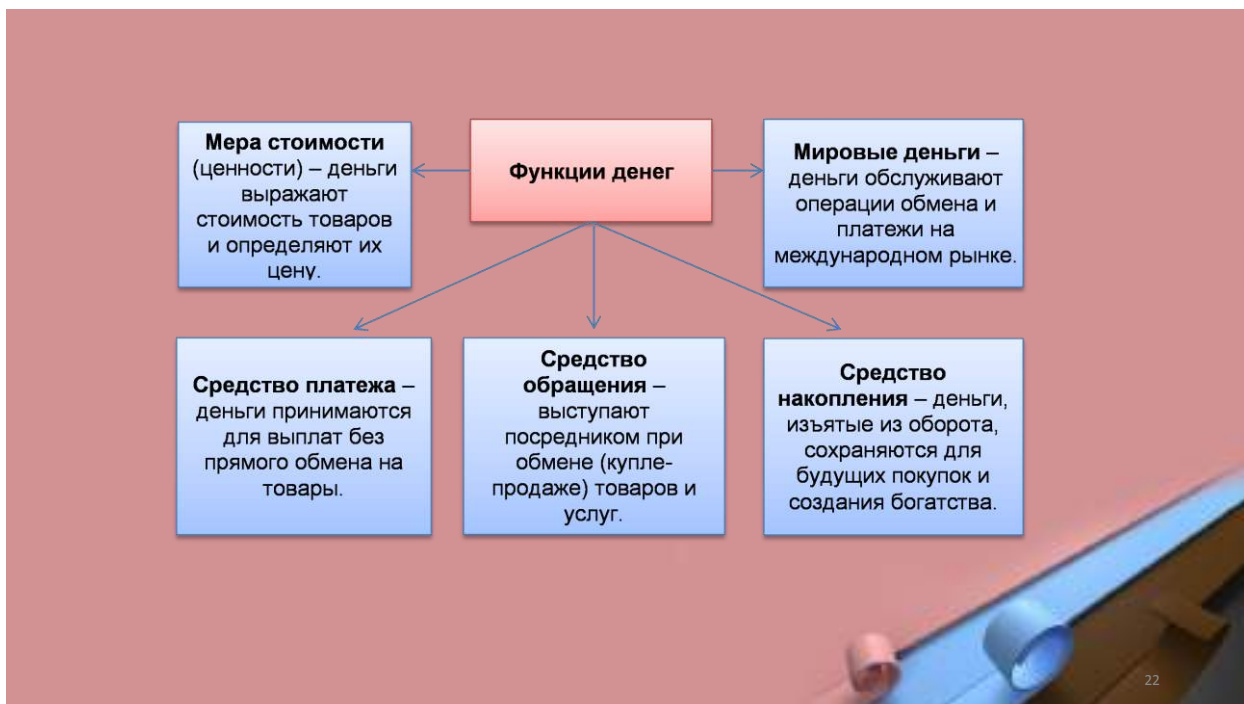 Мера стоимости
(ценности) – деньги
выражают
стоимость товаров
и определяют их
цену.
Функции денег
Мировые деньги –
деньги обслуживают
операции обмена и
платежи на
международном рынке.
Средство платежа –
деньги принимаются
для выплат без
прямого обмена на
товары.
Средство
обращения –
выступают
посредником при
обмене (купле-
продаже) товаров и
услуг.
Средство
накопления – деньги,
изъятые из оборота,
сохраняются для
будущих покупок и
создания богатства.
22